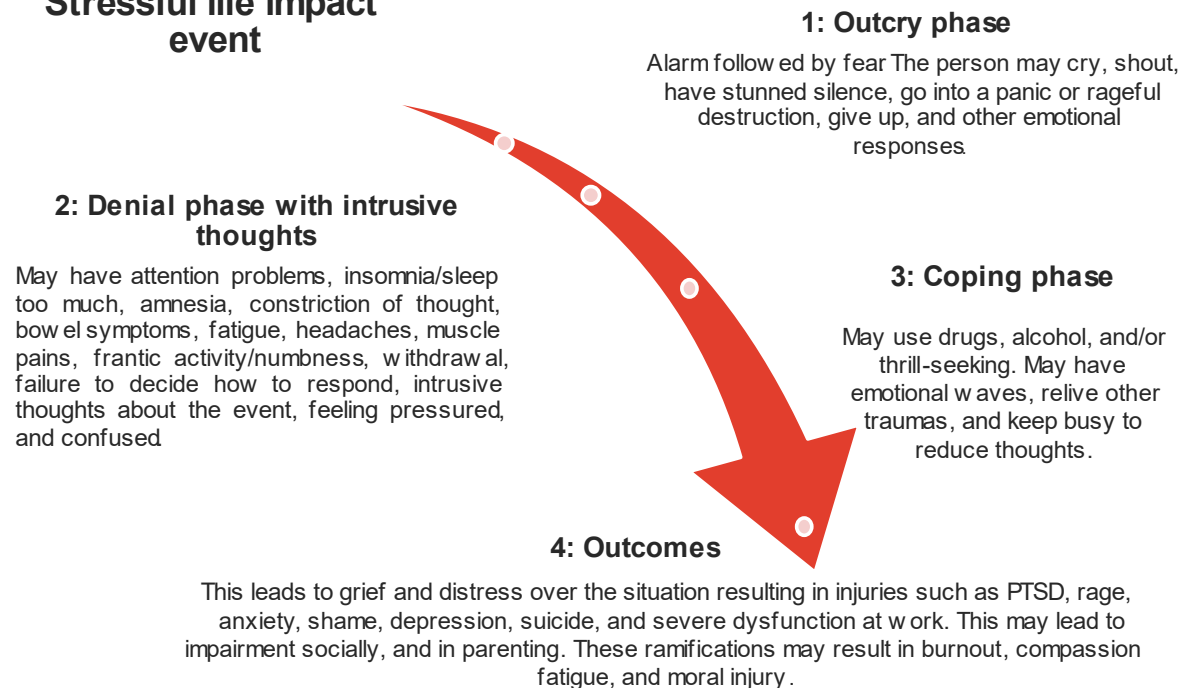 Stressful life impact
event
1: Outcry phase
Alarm followed by fear. The person may cry, shout,
have stunned silence, go into a panic or rageful
destruction, give up, and other emotional
responses.
2: Denial phase with intrusive
thoughts
May have attention problems, insomnia/sleep
too much, amnesia, constriction of thought,
bowel symptoms, fatigue, headaches, muscle
pains, frantic activity/numbness, withdrawal,
failure to decide how to respond, intrusive
thoughts about the event, feeling pressured,
and confused.
3: Coping phase
May use drugs, alcohol, and/or
thrill-seeking. May have
emotional waves, relive other
traumas, and keep busy to
reduce thoughts.
4: Outcomes
This leads to grief and distress over the situation resulting in injuries such as PTSD, rage,
anxiety, shame, depression, suicide, and severe dysfunction at work. This may lead to
impairment socially, and in parenting. These ramifications may result in burnout, compassion
fatigue, and moral injury.